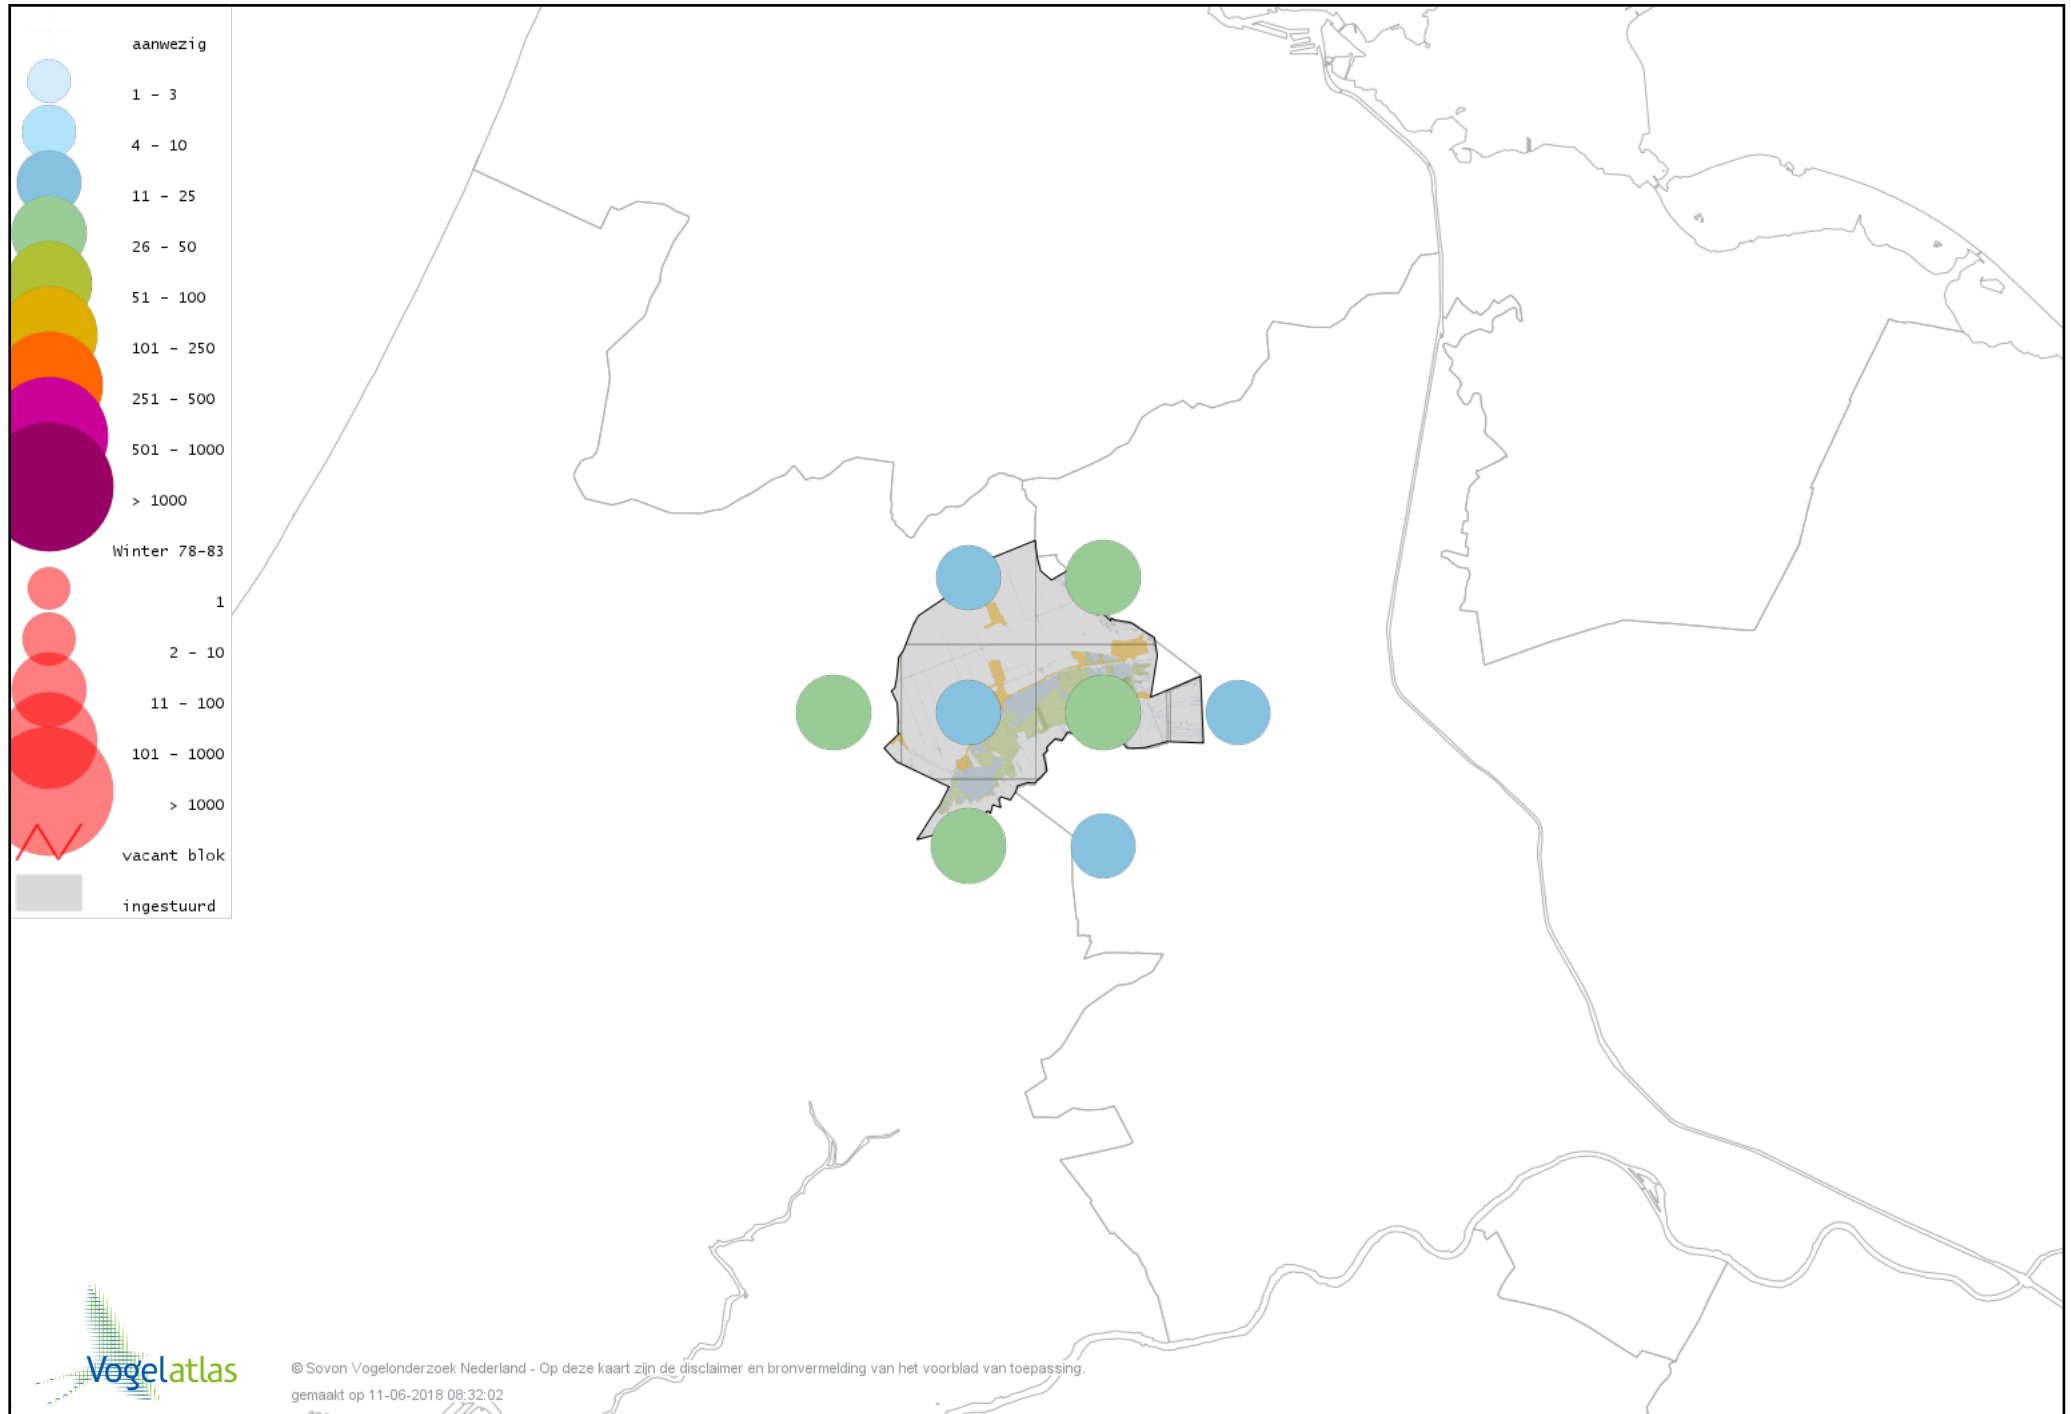 aanwezig
1 - 3
4 - 10
11 - 25
26 - 50
51 - 100
101 - 250
251 - 500
501 - 1000
> 1000
Winter 78-83
1
2 - 10
11 - 100
101 - 1000
> 1000
vacant blok
ingestuurd
Vogelatlas
© Sovon Vogelonderzoek Nederland - Op deze kaart zijn de disclaimer en bronvermelding van het voorblad van toepassing.
gemaakt op 11-06-2018 08:32:02